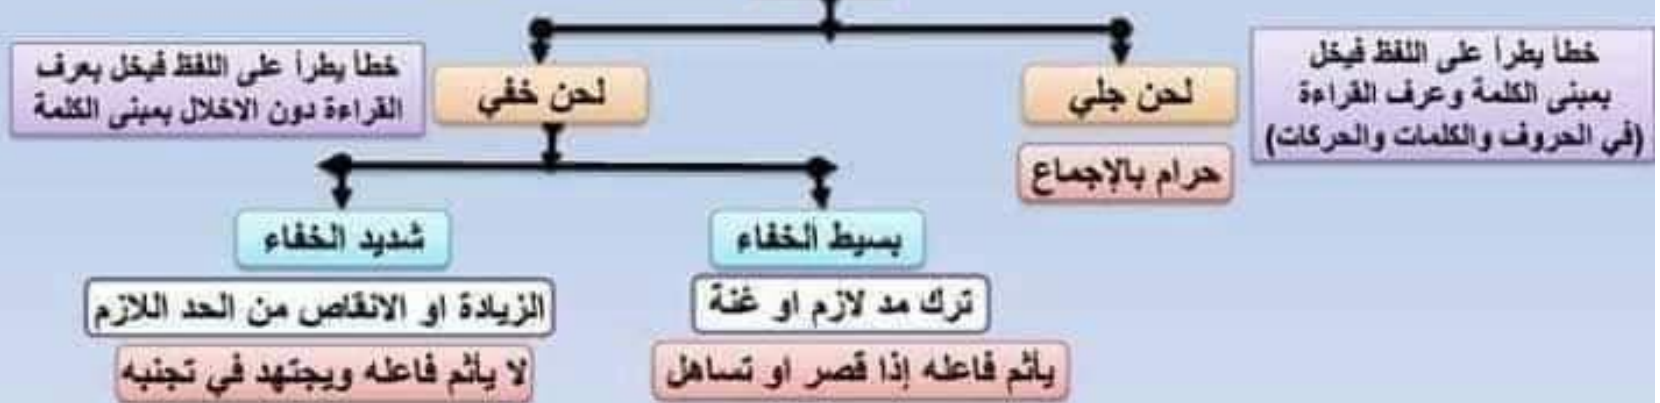 لحن جلي
خطأ يطرأ على اللفظ فيخل
بمبنى الكلمة وعرف القراءة
(في الحروف والكلمات والحركات)
حرام بالإجماع
لحن خفي
خطأ يطرأ على اللفظ فيخل بعرف
القراءة دون الاخلال بمبنى الكلمة
بسيط الخفاء
ترك مد لازم او غنة
يأثم فاعله إذا قصر او تساهل
شديد الخفاء
الزيادة او الانقاص من الحد اللازم
لا يأثم فاعله ويجتهد في تجنبه